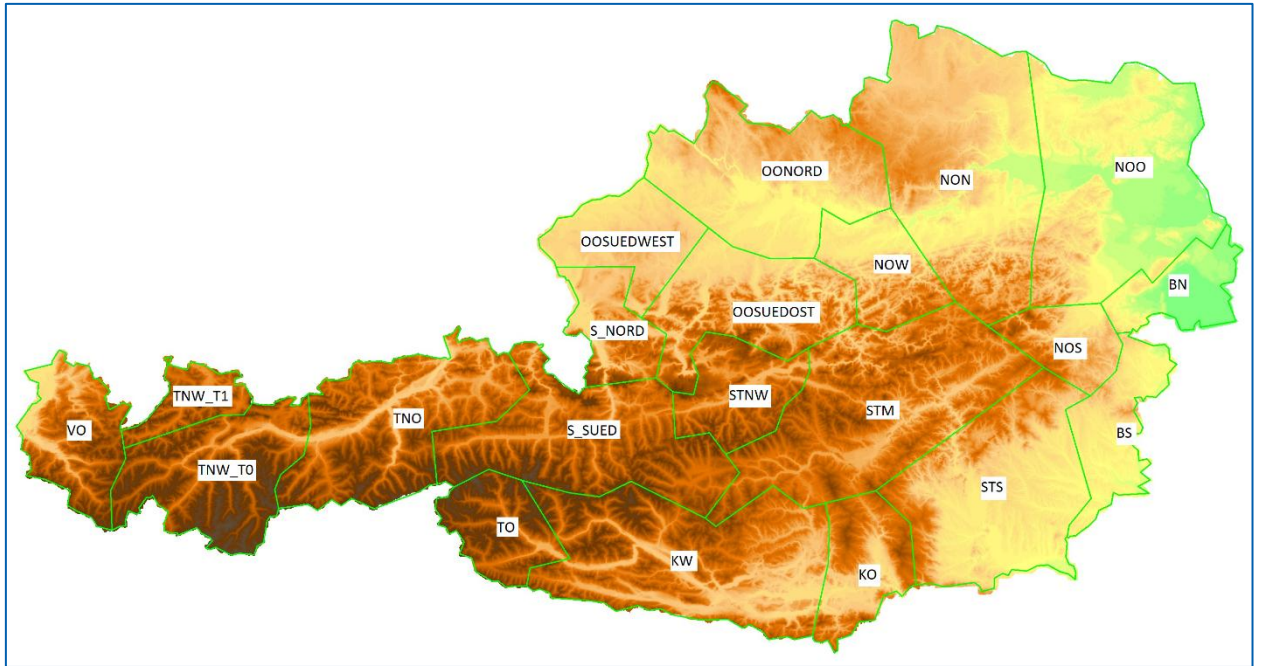 OONORD
NON
NOO
OOSUEDWEST
NOW
BN
OOSUEDOST
S_NORD
NOS
TNW_T1
STNW
STM
TNO
S_SUED
VO
BS
TNW_T0
STS
TO
KW
KO